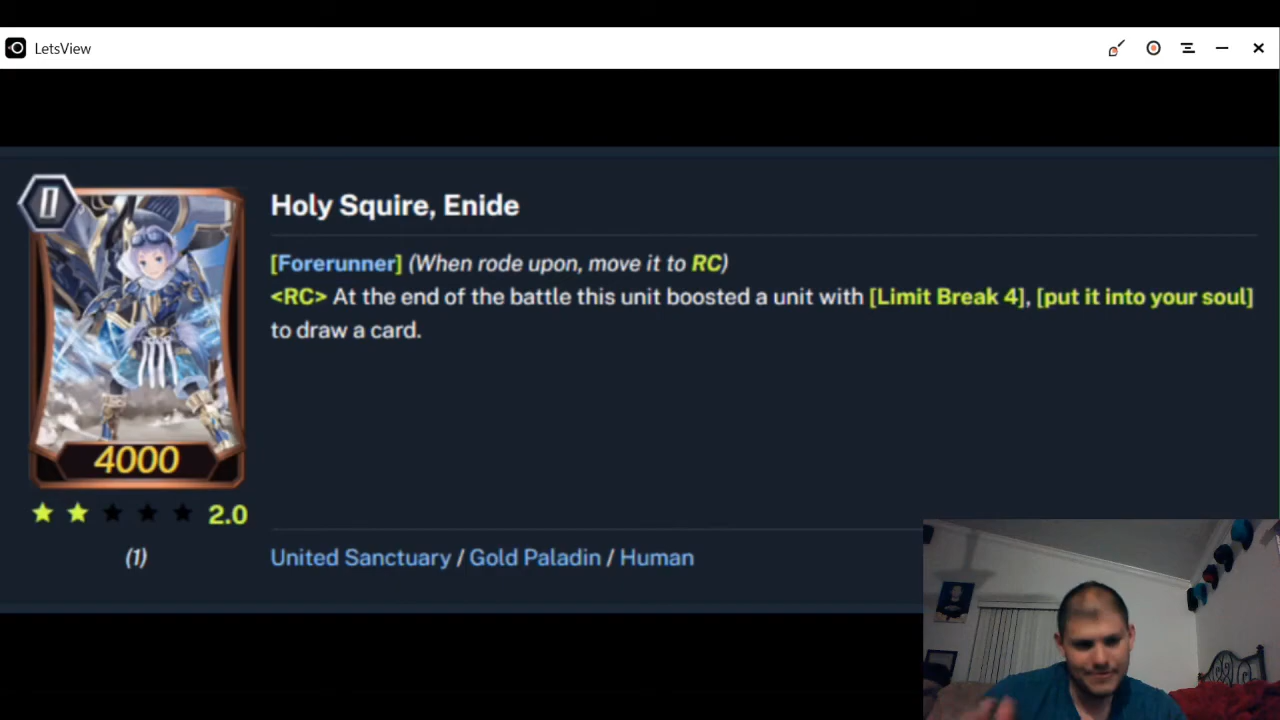 LetsView
0
Holy Squire, Enide
[Forerunner] (When rode upon, move it to RC)
<RC> At the end of the battle this unit boosted a unit with [Limit Break 4], [put it into your soul]
to draw a card.
4000
2.0
(1)
United Sanctuary / Gold Paladin / Human